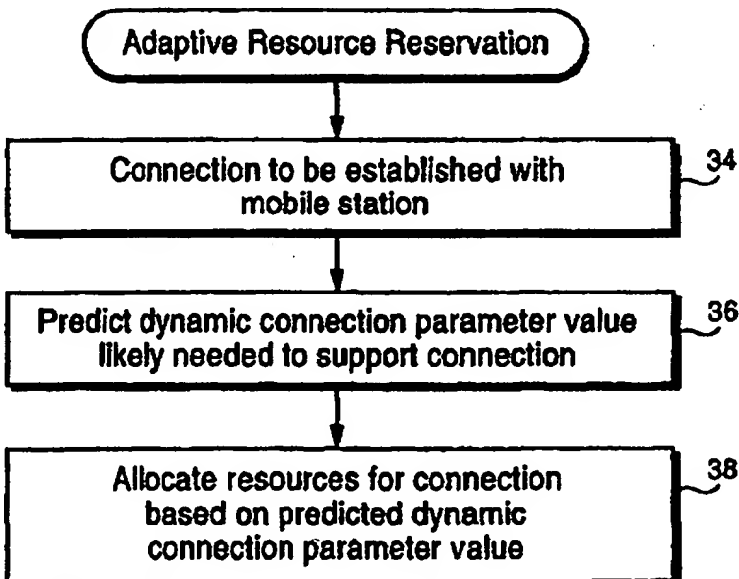 Adaptive Resource Reservation
Connection to be established with
mobile station
34
Predict dynamic connection parameter value
likely needed to support connection
36
Allocate resources for connection
based on predicted dynamic
connection parameter value
38